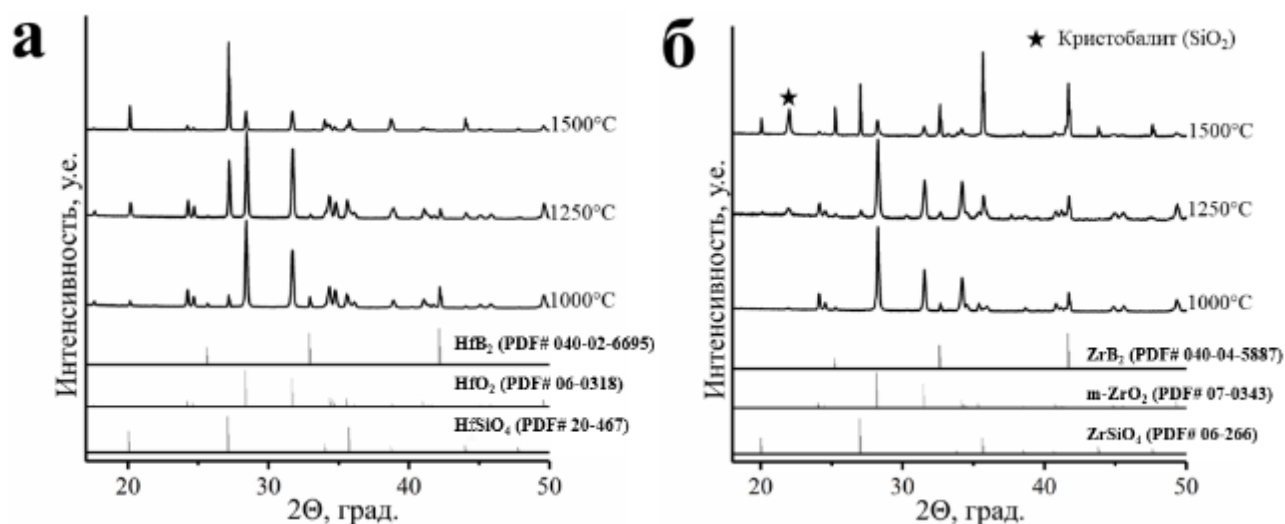 а
1500°C
1250°C
1000°C
HfB₂ (PDF# 040-02-6695)
HfO₂ (PDF# 06-0318)
HfSiO₄ (PDF# 20-467)
Интенсивность, у.е.
20 30 40 50
2Θ, град.
б
★ Кристобалит (SiO₂)
1500°C
1250°C
1000°C
ZrB₂ (PDF# 040-04-5887)
m-ZrO₂ (PDF# 07-0343)
ZrSiO₄ (PDF# 06-266)
Интенсивность, у.е.
20 30 40 50
2Θ, град.